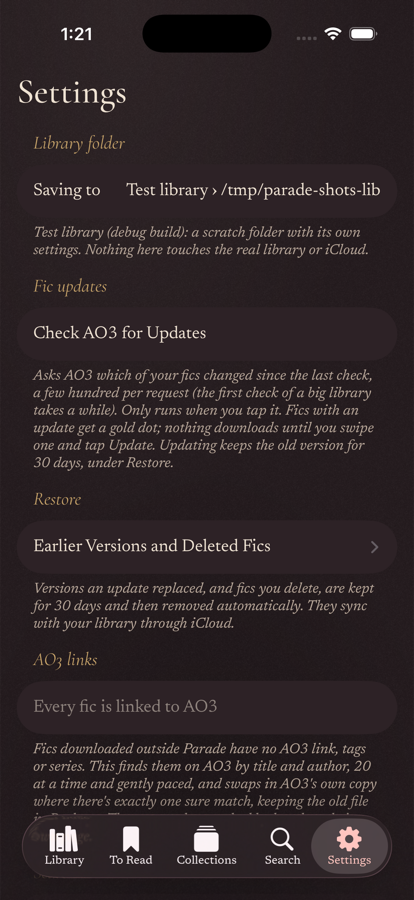 1:21
Settings
Library folder
Saving to Test library › /tmp/parade-shots-lib
Test library (debug build): a scratch folder with its own
settings. Nothing here touches the real library or iCloud.
Fic updates
Check AO3 for Updates
Asks AO3 which of your fics changed since the last check,
a few hundred per request (the first check of a big library
takes a while). Only runs when you tap it. Fics with an
update get a gold dot; nothing downloads until you swipe
one and tap Update. Updating keeps the old version for
30 days, under Restore.
Restore
Earlier Versions and Deleted Fics
Versions an update replaced, and fics you delete, are kept
for 30 days and then removed automatically. They sync
with your library through iCloud.
AO3 links
Every fic is linked to AO3
Fics downloaded outside Parade have no AO3 link, tags
or series. This finds them on AO3 by title and author, 20
at a time and gently paced, and swaps in AO3's own copy
where there's exactly one sure match, keeping the old file
Library To Read Collections Search Settings